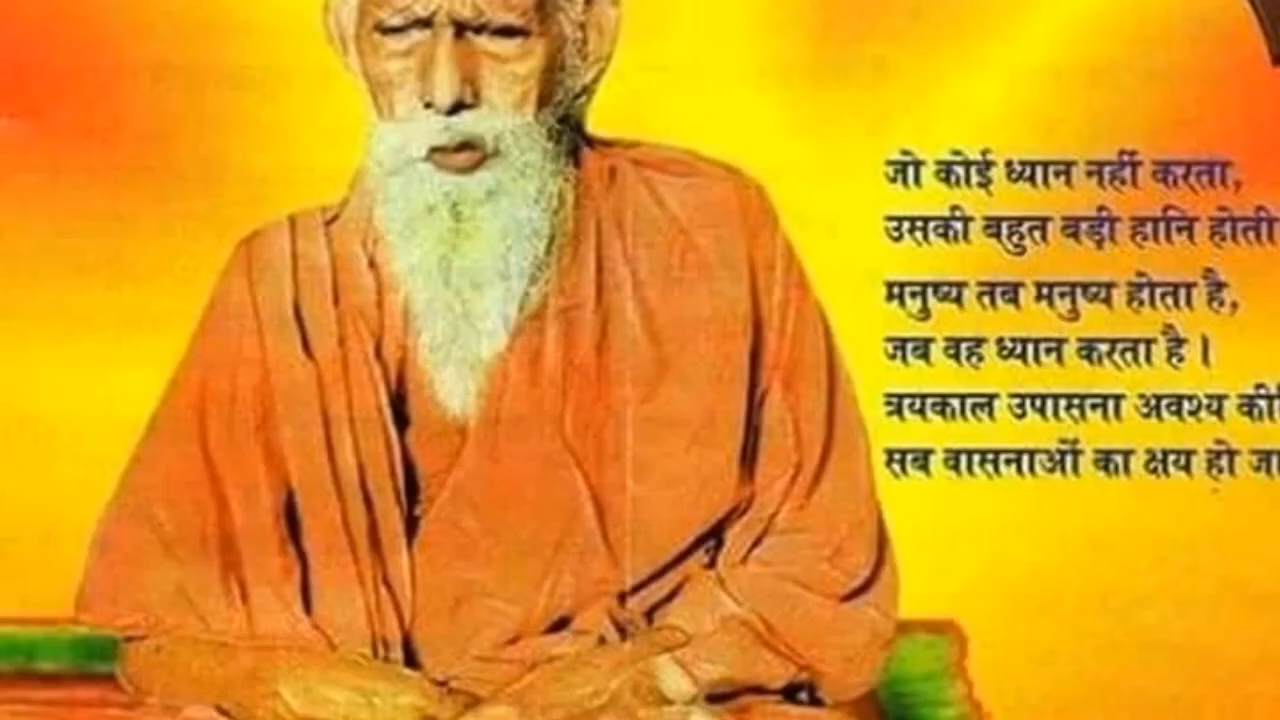 जो कोई ध्यान नहीं करता,
उसकी बहुत बड़ी हानि होती
मनुष्य तब मनुष्य होता है,
जब वह ध्यान करता है।
त्रयकाल उपासना अवश्य
सब वासनाओं का क्षय हो